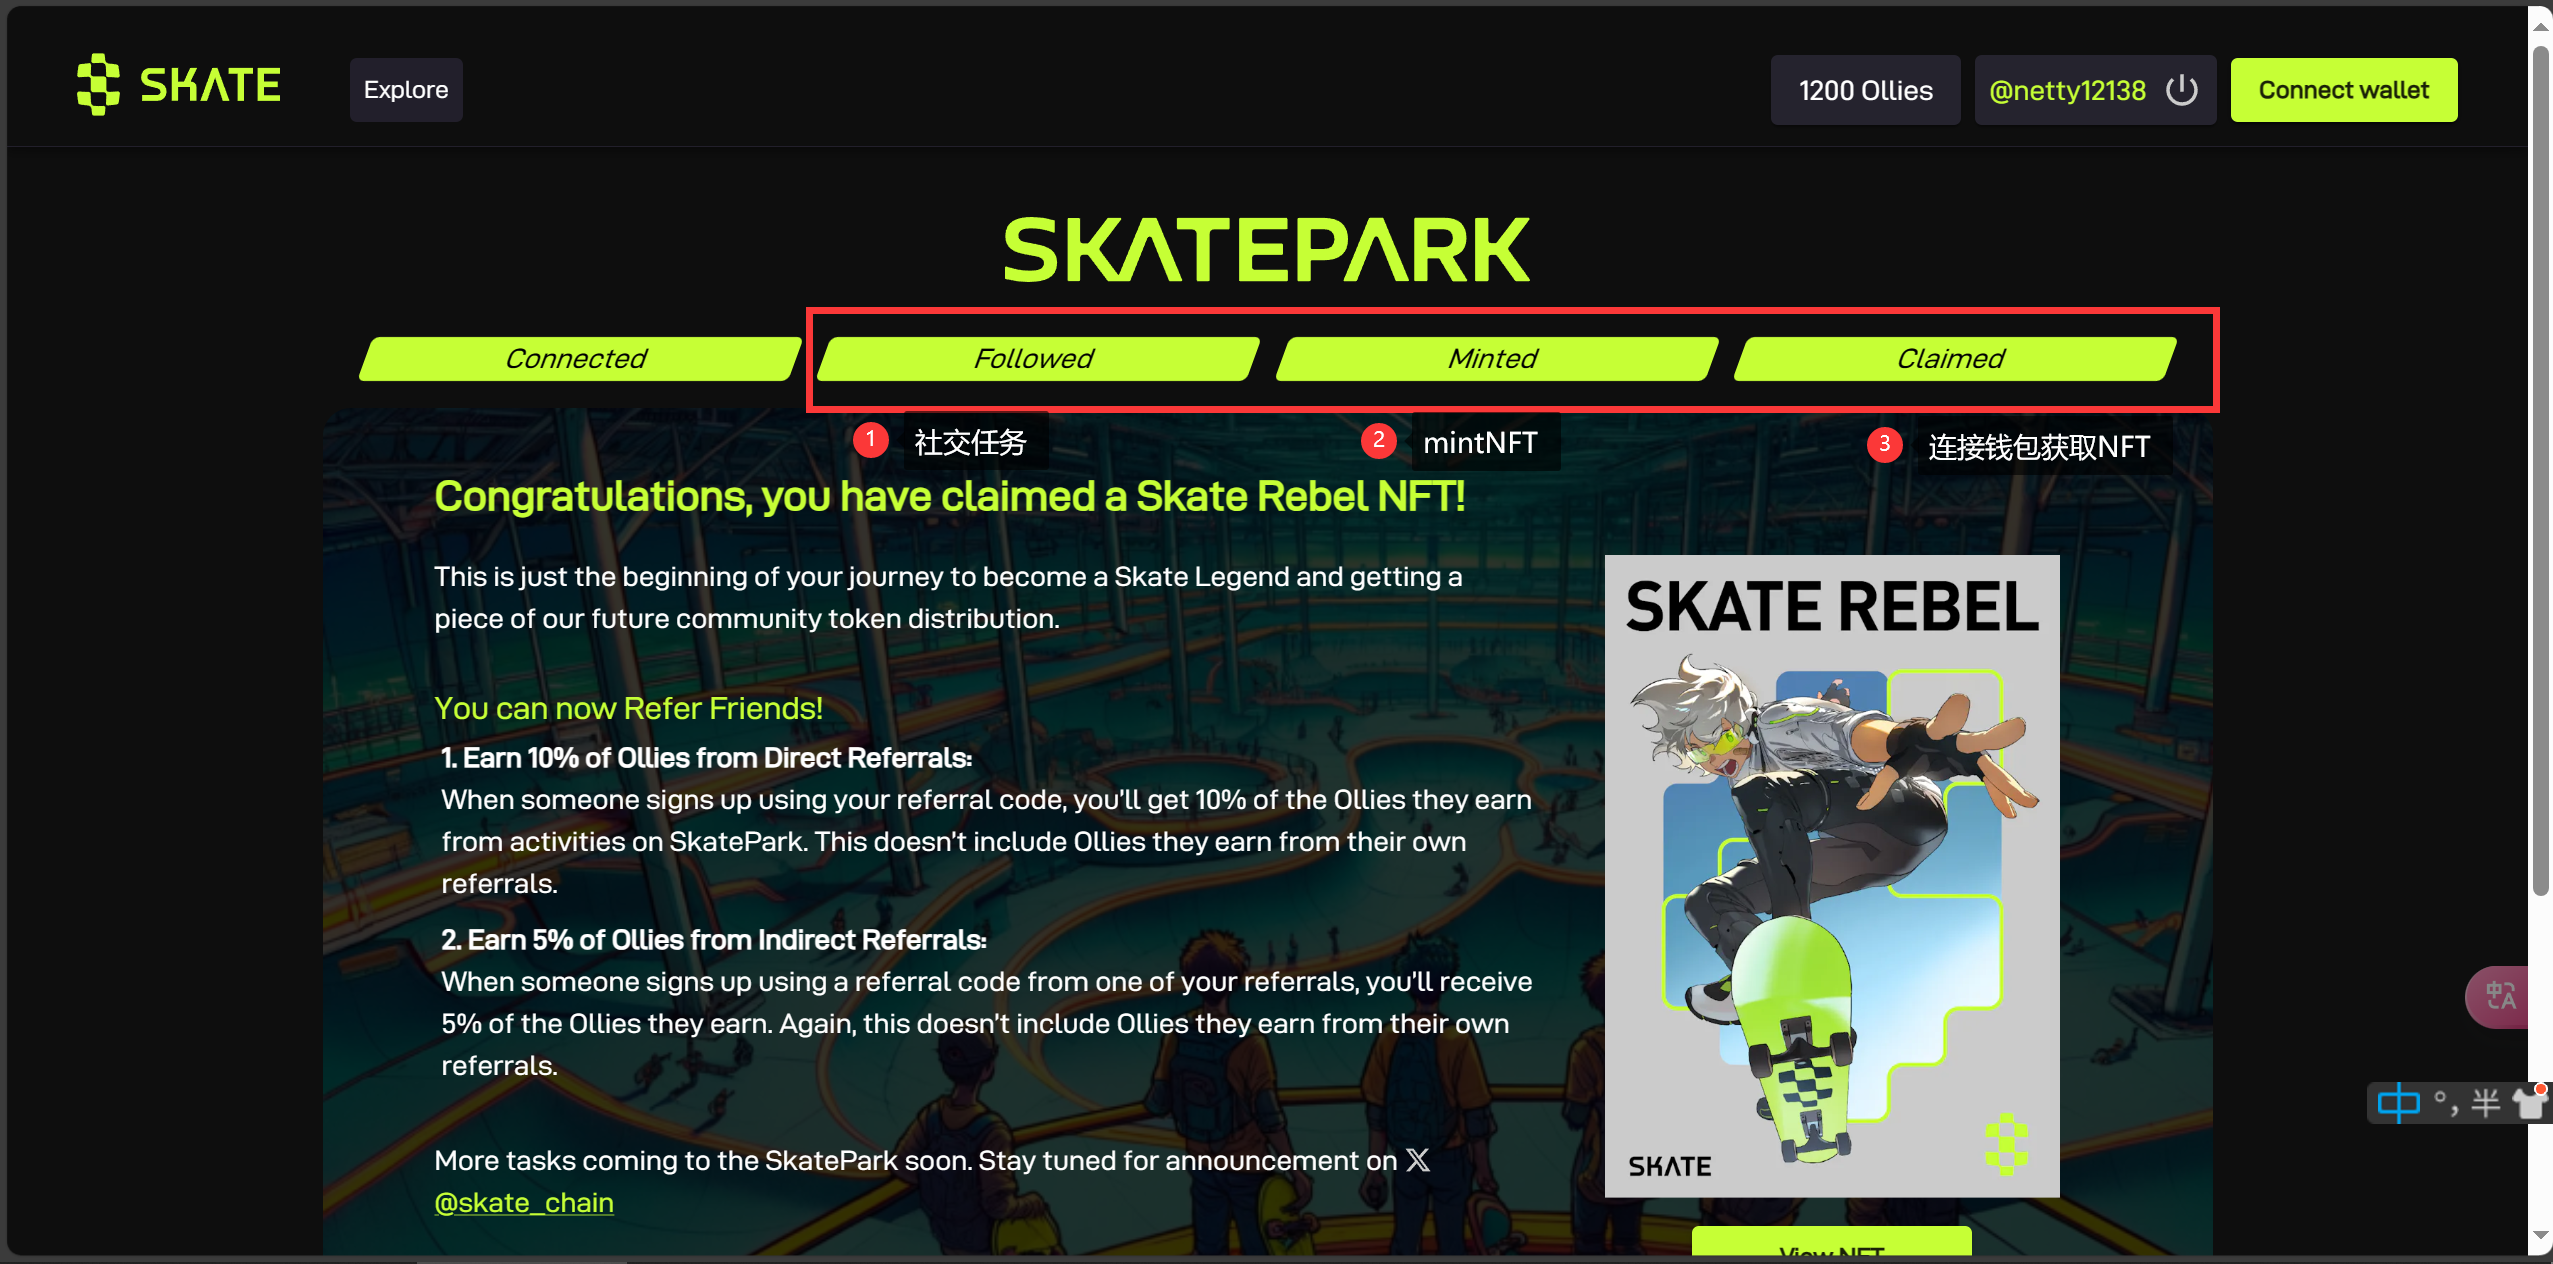 SKATE
Explore
1200 Ollies
@netty12138
Connect wallet
SKATEPARK
Connected
Followed
Minted
Claimed
1 社交任务
2 mintNFT
3 连接钱包获取NFT
Congratulations, you have claimed a Skate Rebel NFT!
This is just the beginning of your journey to become a Skate Legend and getting a
piece of our future community token distribution.
You can now Refer Friends!
1. Earn 10% of Ollies from Direct Referrals:
When someone signs up using your referral code, you’ll get 10% of the Ollies they earn
from activities on SkatePark. This doesn’t include Ollies they earn from their own
referrals.
2. Earn 5% of Ollies from Indirect Referrals:
When someone signs up using a referral code from one of your referrals, you’ll receive
5% of the Ollies they earn. Again, this doesn’t include Ollies they earn from their own
referrals.
More tasks coming to the SkatePark soon. Stay tuned for announcement on X
@skate_chain
SKATE REBEL
SKATE
View NFT
中A
中 °, 半